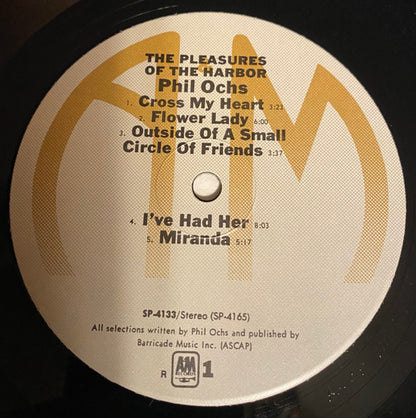 THE PLEASURES
OF THE HARBOR
Phil Ochs
1. Cross My Heart 3:23
2. Flower Lady 6:00
3. Outside Of A Small
Circle Of Friends 3:37
4. I've Had Her 8:03
5. Miranda 5:17
SP-4133/Stereo (SP-4165)
All selections written by Phil Ochs and published by
Barricade Music Inc. (ASCAP)
R A&M RECORDS 1